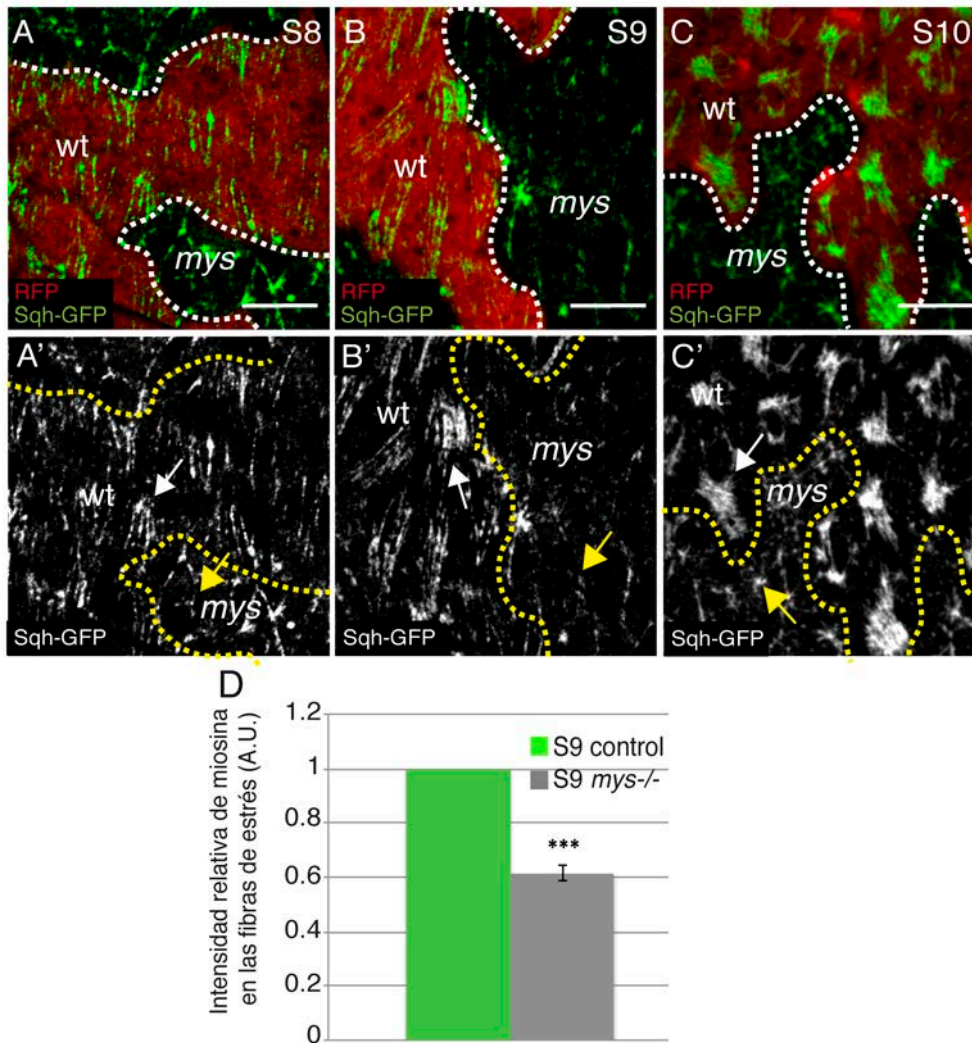 A
S8
wt
mys
RFP
Sqh-GFP
B
S9
wt
mys
RFP
Sqh-GFP
C
S10
wt
mys
RFP
Sqh-GFP
A'
wt
mys
Sqh-GFP
B'
wt
mys
Sqh-GFP
C'
wt
mys
Sqh-GFP
D
Intensidad relativa de miosina
en las fibras de estrés (A.U.)
1.2
1
0.8
0.6
0.4
0.2
0
S9 control
S9 mys-/-
***